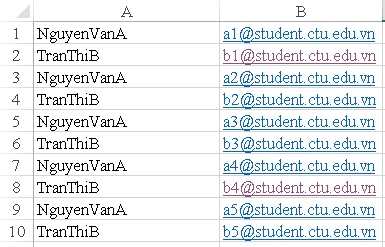 A B
1 NguyenVanA a1@student.ctu.edu.vn
2 TranThiB b1@student.ctu.edu.vn
3 NguyenVanA a2@student.ctu.edu.vn
4 TranThiB b2@student.ctu.edu.vn
5 NguyenVanA a3@student.ctu.edu.vn
6 TranThiB b3@student.ctu.edu.vn
7 NguyenVanA a4@student.ctu.edu.vn
8 TranThiB b4@student.ctu.edu.vn
9 NguyenVanA a5@student.ctu.edu.vn
10 TranThiB b5@student.ctu.edu.vn